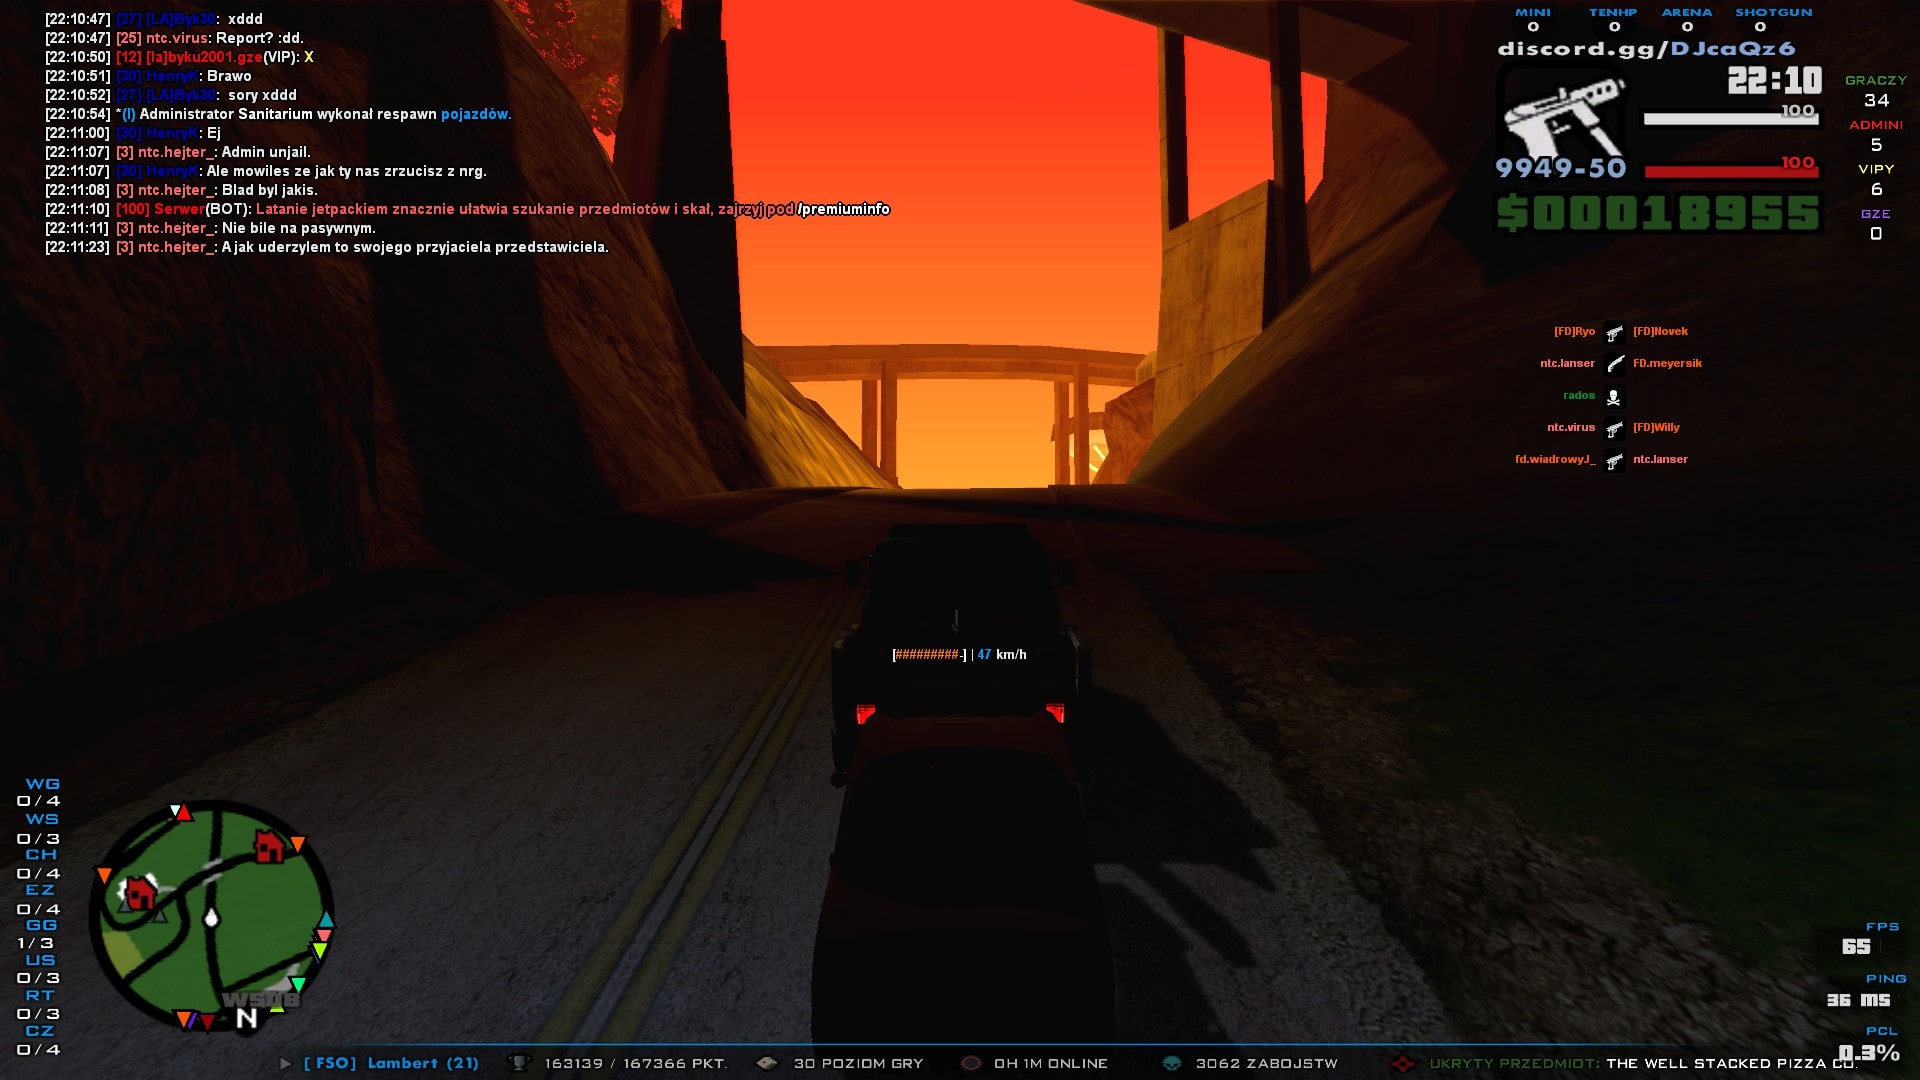 [22:10:47] [27] [LA]Byk30: xddd
[22:10:47] [25] ntc.virus: Report? :dd.
[22:10:50] [12] [la]byku2001.gze(VIP): X
[22:10:51] [30] HenryK: Brawo
[22:10:52] [27] [LA]Byk30: sory xddd
[22:10:54] *(I) Administrator Sanitarium wykonał respawn pojazdów.
[22:11:00] [30] HenryK: Ej
[22:11:07] [3] ntc.hejter_: Admin unjail.
[22:11:07] [30] HenryK: Ale mowiles ze jak ty nas zrzucisz z nrg.
[22:11:08] [3] ntc.hejter_: Blad byl jakis.
[22:11:10] [100] Serwer(BOT): Latanie jetpackiem znacznie ułatwia szukanie przedmiotów i skał, zajrzyj pod /premiuminfo
[22:11:11] [3] ntc.hejter_: Nie bile na pasywnym.
[22:11:23] [3] ntc.hejter_: A jak uderzylem to swojego przyjaciela przedstawiciela.
MINI TENHP ARENA SHOTGUN
0 0 0 0
discord.gg/DJcaQz6
22:10
100
9949-50
100
$00018955
GRACZY
34
ADMINI
5
VIPY
6
GZE
0
[FD]Ryo [FD]Novek
ntc.lanser FD.meyersik
rados
ntc.virus [FD]Willy
fd.wiadrowyJ_ ntc.lanser
[#########-] | 47 km/h
WG
0/4
WS
0/3
CH
0/4
EZ
0/4
GG
1/3
US
0/3
RT
0/3
CZ
0/4
WSD8
N
FPS
65
PING
36 MS
PCL
0.3%
[FSO] Lambert (21) 163139 / 167366 PKT. 30 POZIOM GRY 0H 1M ONLINE 3062 ZABOJSTW UKRYTY PRZEDMIOT: THE WELL STACKED PIZZA CO.